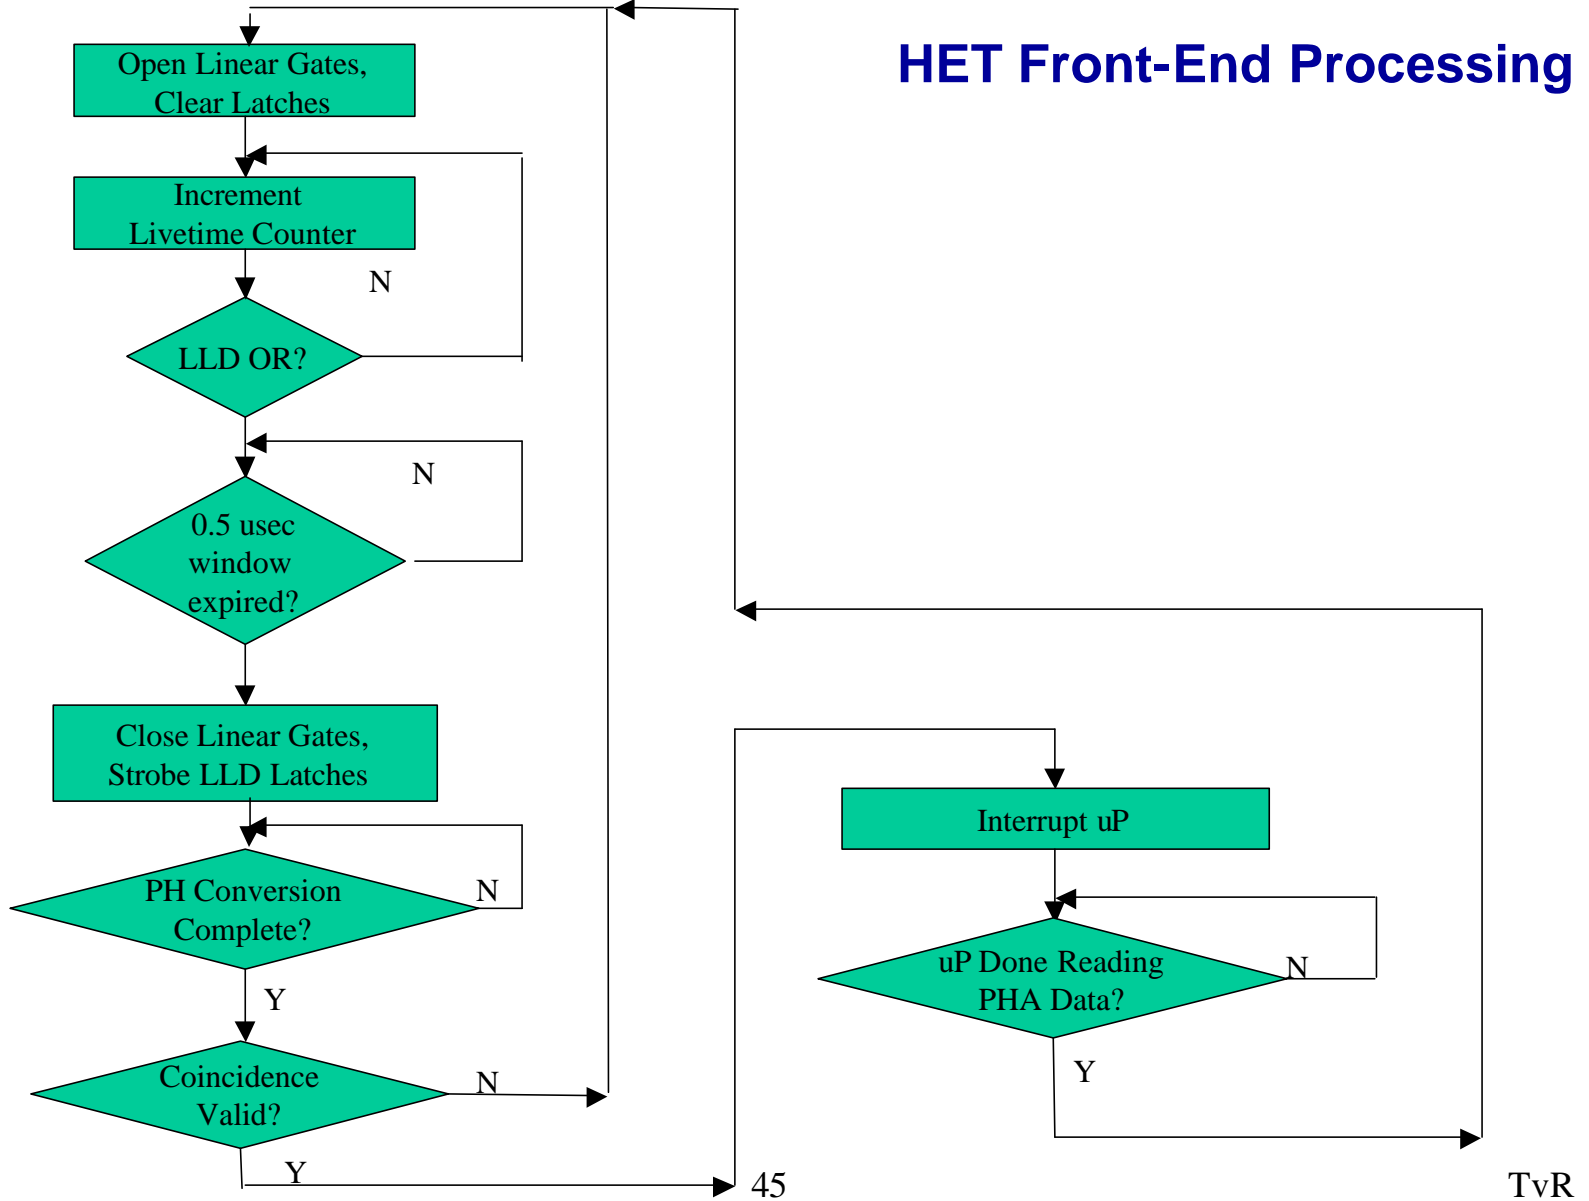 HET Front-End Processing
Open Linear Gates,
Clear Latches
Increment
Livetime Counter
N
LLD OR?
N
0.5 usec
window
expired?
Close Linear Gates,
Strobe LLD Latches
PH Conversion
Complete?
N
Y
Coincidence
Valid?
N
Y
Interrupt uP
uP Done Reading
PHA Data?
N
Y
45
TvR